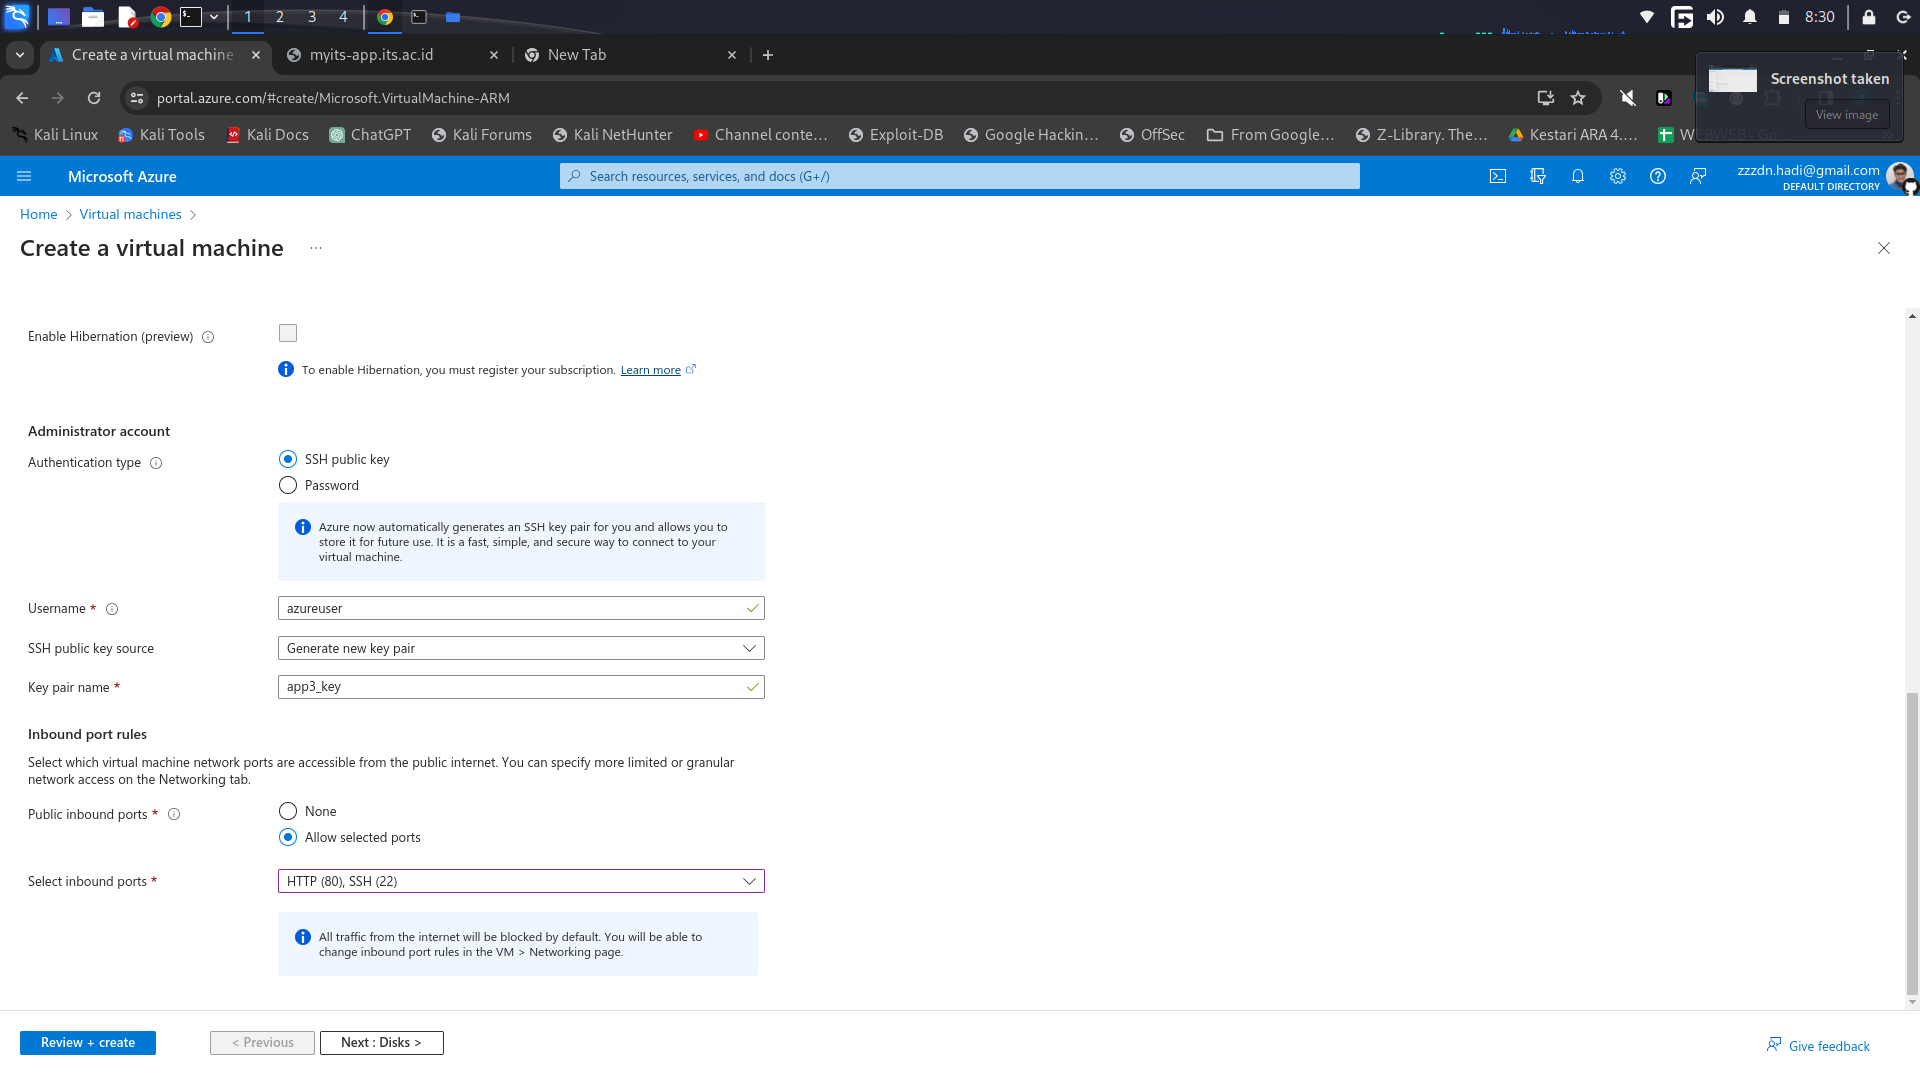 1 2 3 4 8:30
Create a virtual machine myits-app.its.ac.id New Tab
Screenshot taken
View image
portal.azure.com/#create/Microsoft.VirtualMachine-ARM
Kali Linux Kali Tools Kali Docs ChatGPT Kali Forums Kali NetHunter Channel conte… Exploit-DB Google Hackin… OffSec From Google… Z-Library. The… Kestari ARA 4.…
Microsoft Azure Search resources, services, and docs (G+/) zzzdn.hadi@gmail.com
DEFAULT DIRECTORY
Home > Virtual machines >
Create a virtual machine ...
Enable Hibernation (preview)
To enable Hibernation, you must register your subscription. Learn more
Administrator account
Authentication type
SSH public key
Password
Azure now automatically generates an SSH key pair for you and allows you to
store it for future use. It is a fast, simple, and secure way to connect to your
virtual machine.
Username * azureuser
SSH public key source Generate new key pair
Key pair name * app3_key
Inbound port rules
Select which virtual machine network ports are accessible from the public internet. You can specify more limited or granular
network access on the Networking tab.
Public inbound ports *
None
Allow selected ports
Select inbound ports * HTTP (80), SSH (22)
All traffic from the internet will be blocked by default. You will be able to
change inbound port rules in the VM > Networking page.
Review + create < Previous Next : Disks > Give feedback